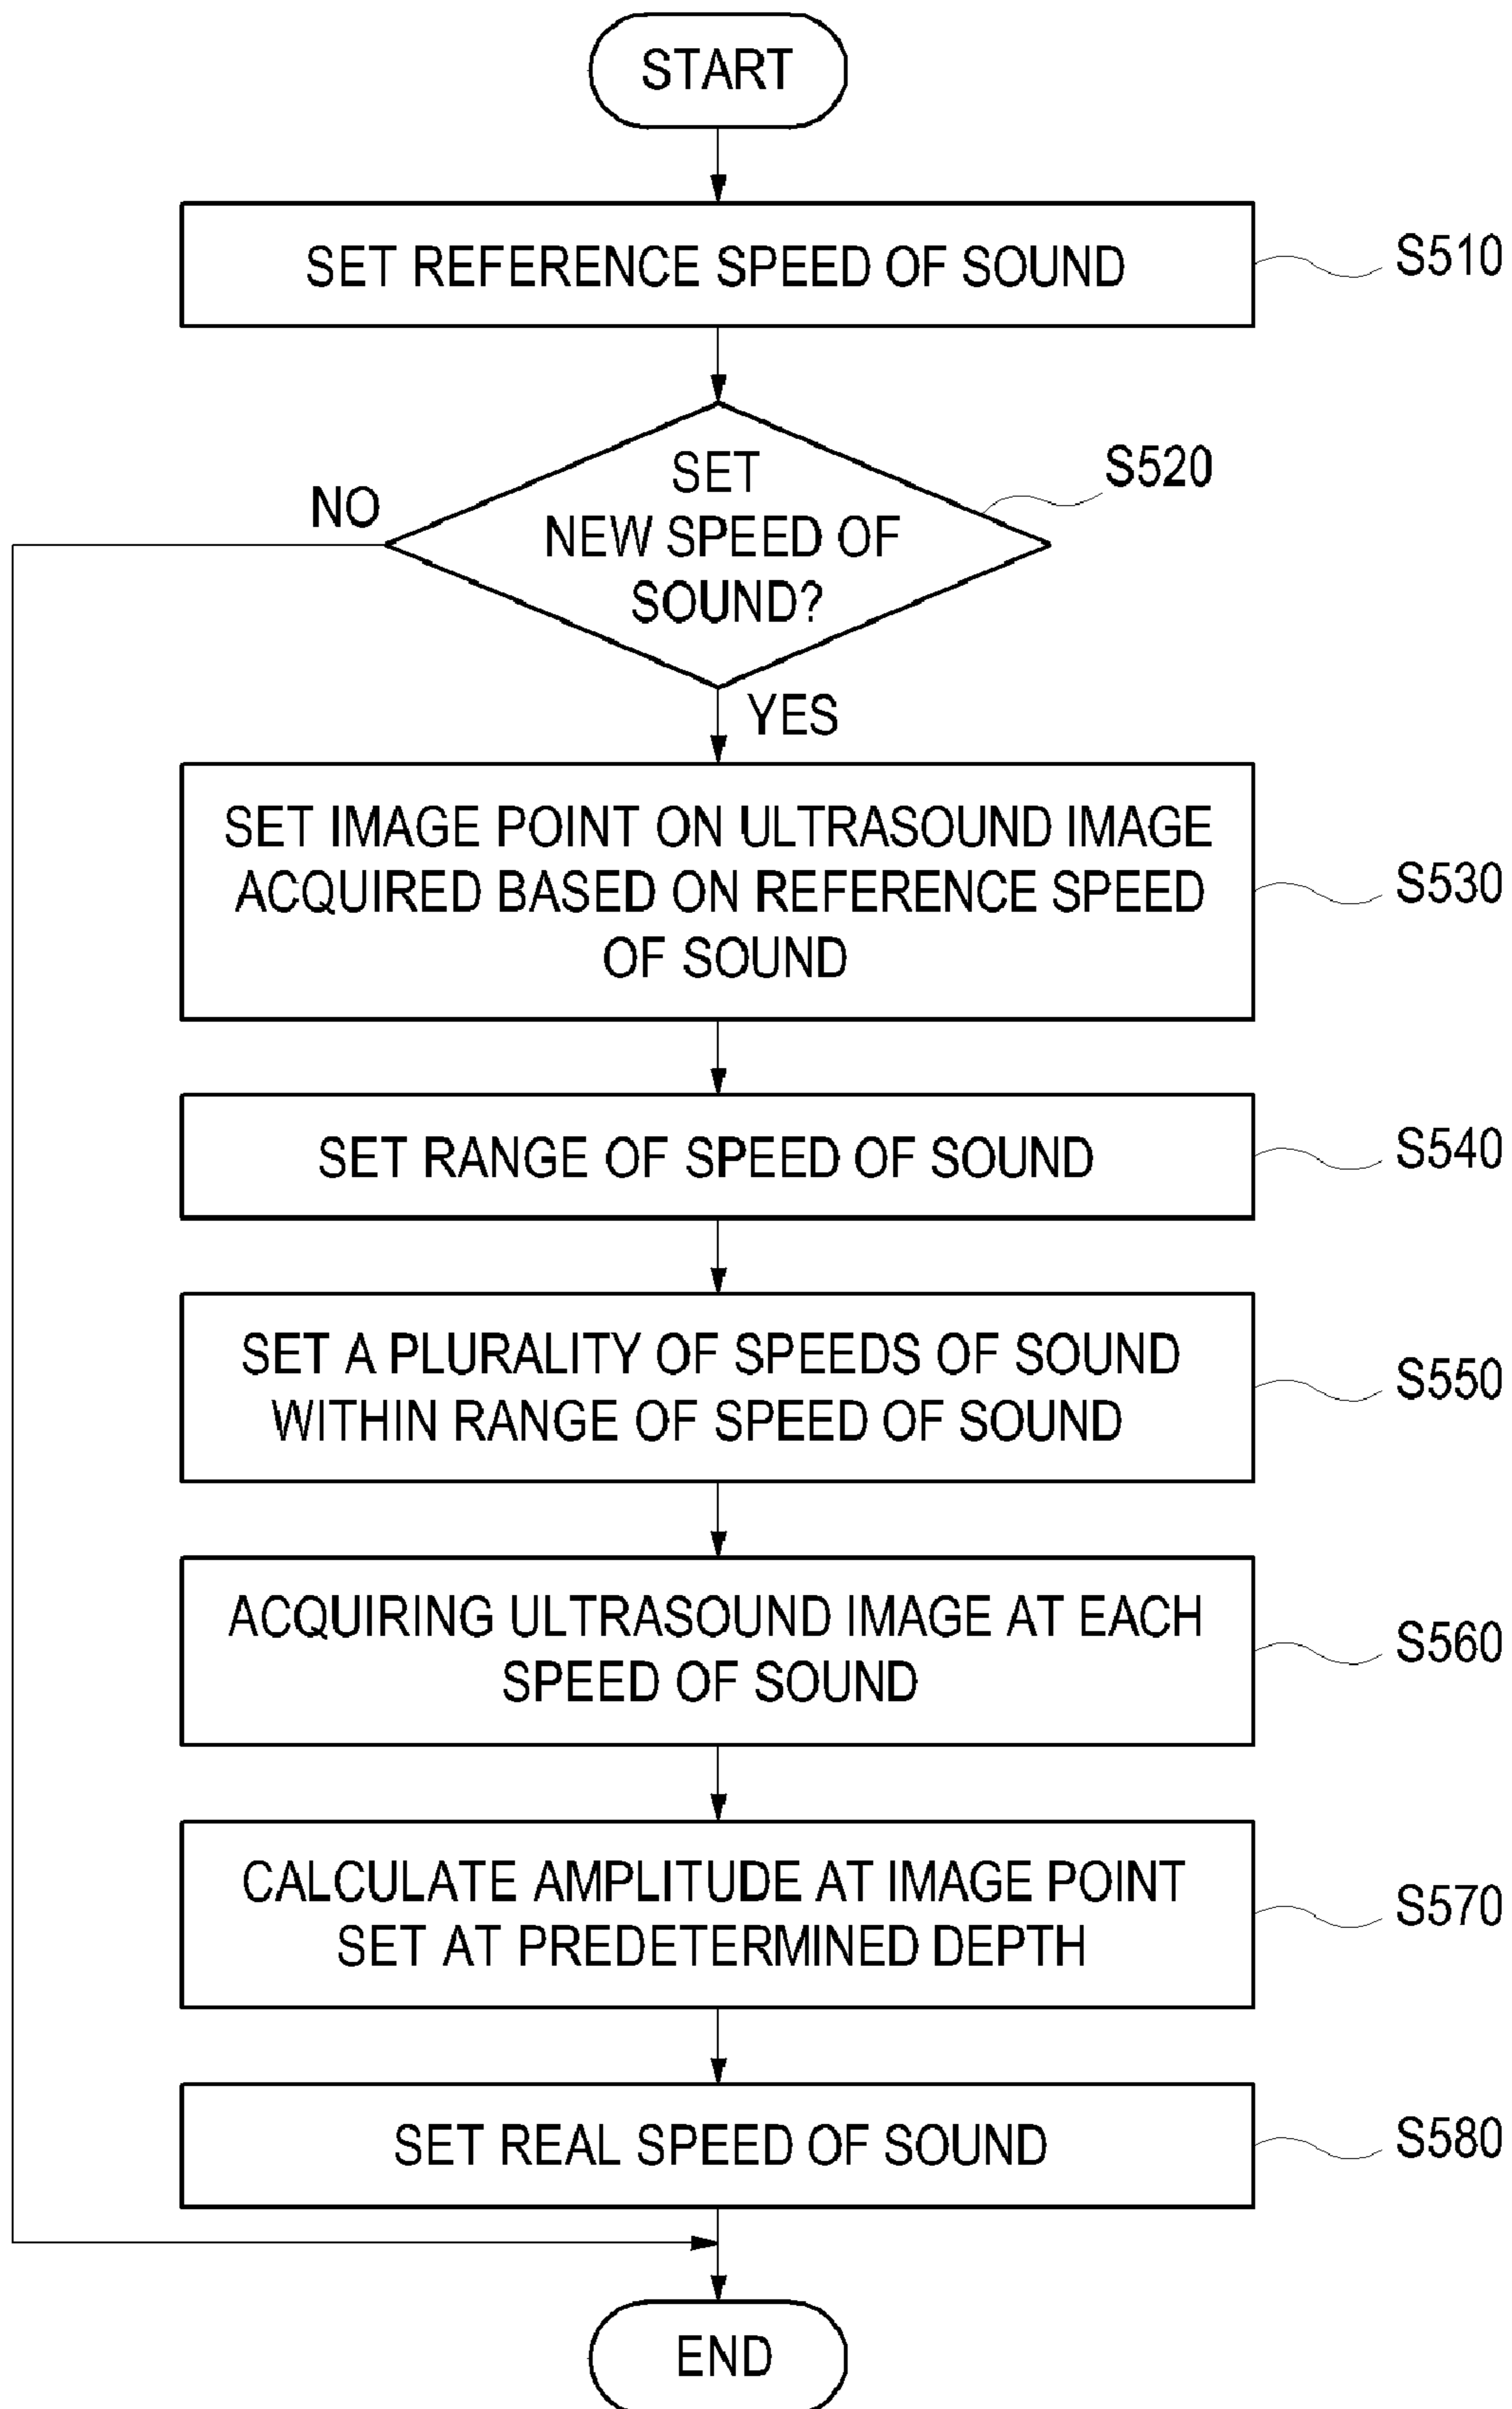 START
SET REFERENCE SPEED OF SOUND
S510
SET
NEW SPEED OF
SOUND?
S520
NO
YES
SET IMAGE POINT ON ULTRASOUND IMAGE
ACQUIRED BASED ON REFERENCE SPEED
OF SOUND
S530
SET RANGE OF SPEED OF SOUND
S540
SET A PLURALITY OF SPEEDS OF SOUND
WITHIN RANGE OF SPEED OF SOUND
S550
ACQUIRING ULTRASOUND IMAGE AT EACH
SPEED OF SOUND
S560
CALCULATE AMPLITUDE AT IMAGE POINT
SET AT PREDETERMINED DEPTH
S570
SET REAL SPEED OF SOUND
S580
END